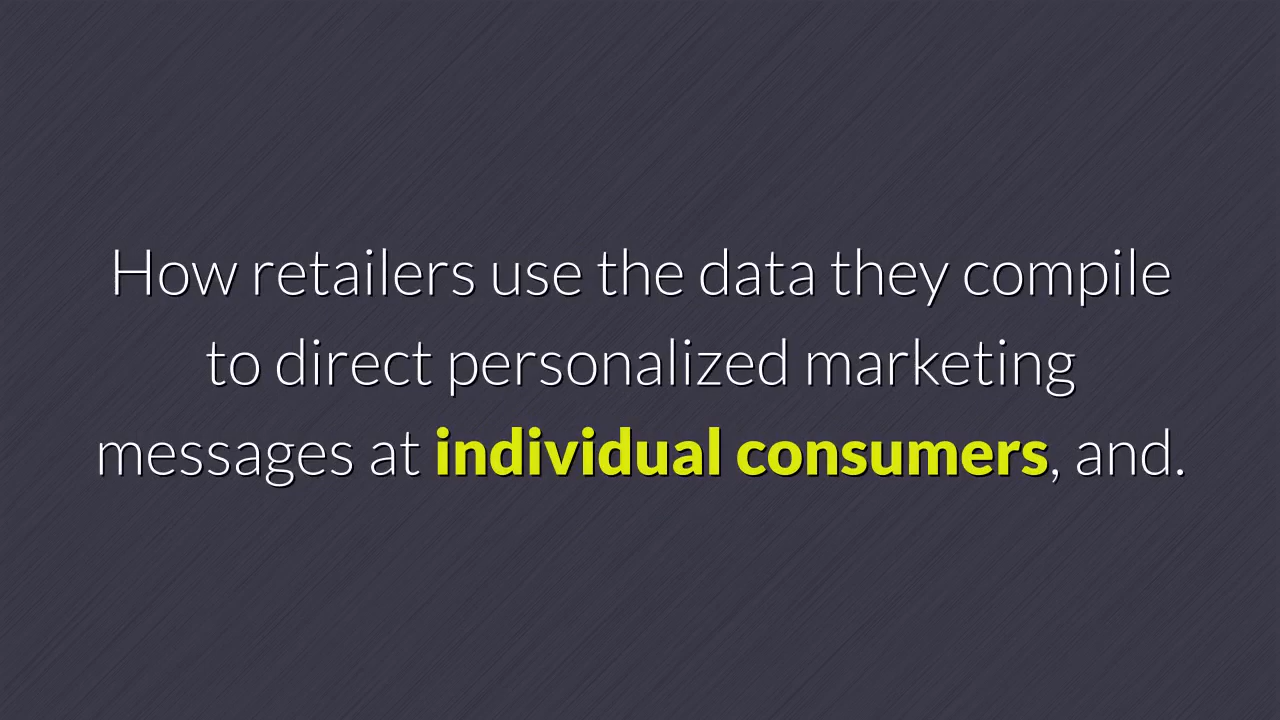 How retailers use the data they compile
to direct personalized marketing
messages at individual consumers, and.